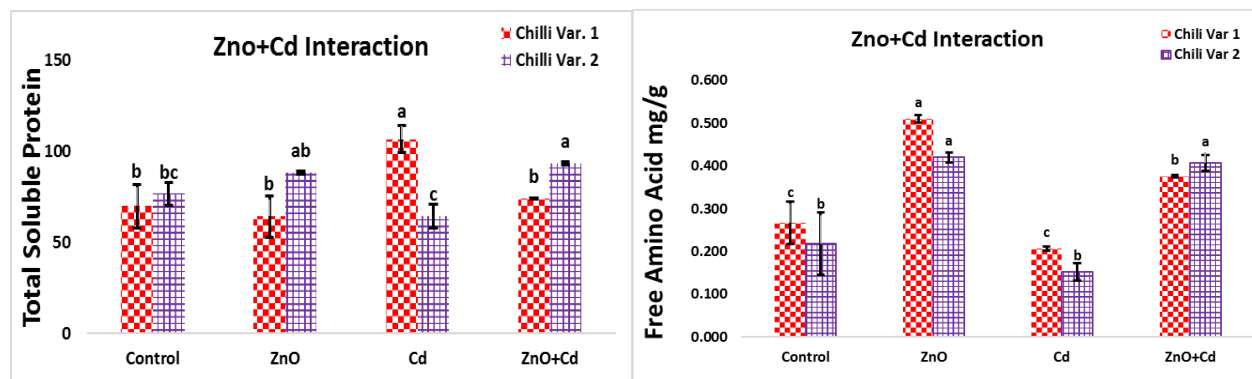 Zno+Cd Interaction
Chilli Var. 1
Chilli Var. 2
Total Soluble Protein
150
100
50
0
b
bc
b
ab
a
c
b
a
Control
ZnO
Cd
ZnO+Cd
Zno+Cd Interaction
Chili Var 1
Chili Var 2
Free Amino Acid mg/g
0.600
0.500
0.400
0.300
0.200
0.100
0.000
c
b
a
a
c
b
b
a
Control
ZnO
Cd
ZnO+Cd